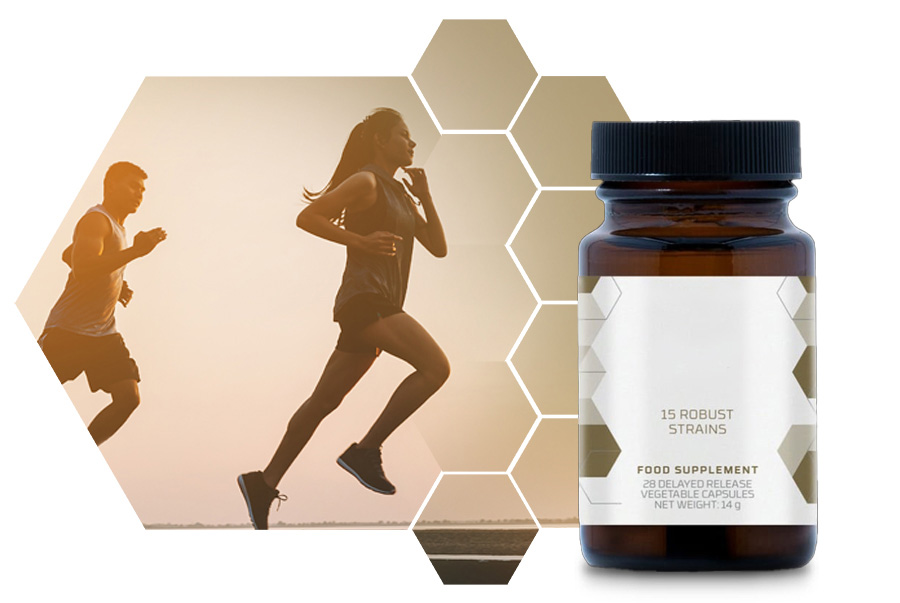 15 ROBUST
STRAINS
FOOD SUPPLEMENT
28 DELAYED RELEASE
VEGETABLE CAPSULES
NET WEIGHT: 14 g